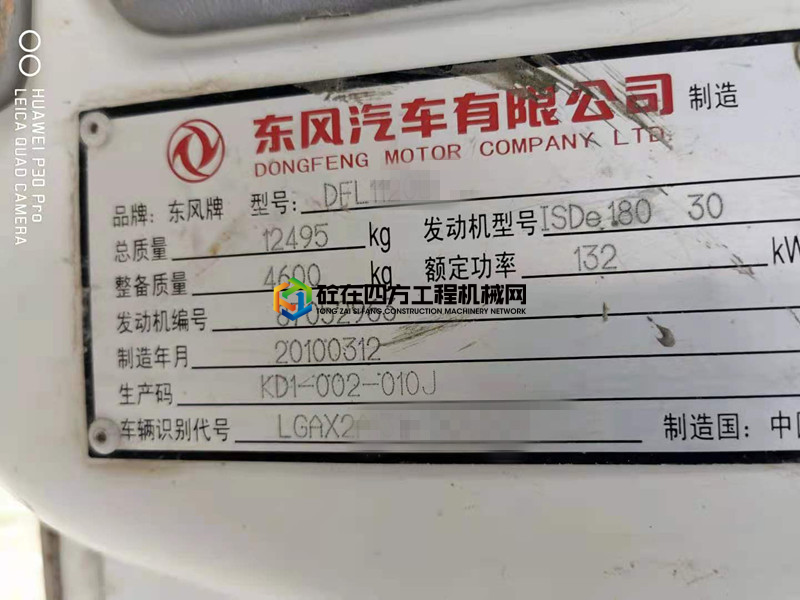 东风汽车有限公司 制造
DONGFENG MOTOR COMPANY LTD.
品牌：东风牌 型号： DFL11
总质量 12495 kg 发动机型号 ISDe180 30
整备质量 4600 kg 额定功率 132 kW
砼在四方工程机械网
TONG ZAI SI FANG CONSTRUCTION MACHINERY NETWORK
发动机编号
制造年月 20100312
生产码 KD1-002-010J
车辆识别代号 LGAX2 制造国：中
HUAWEI P30 Pro
LEICA QUAD CAMERA